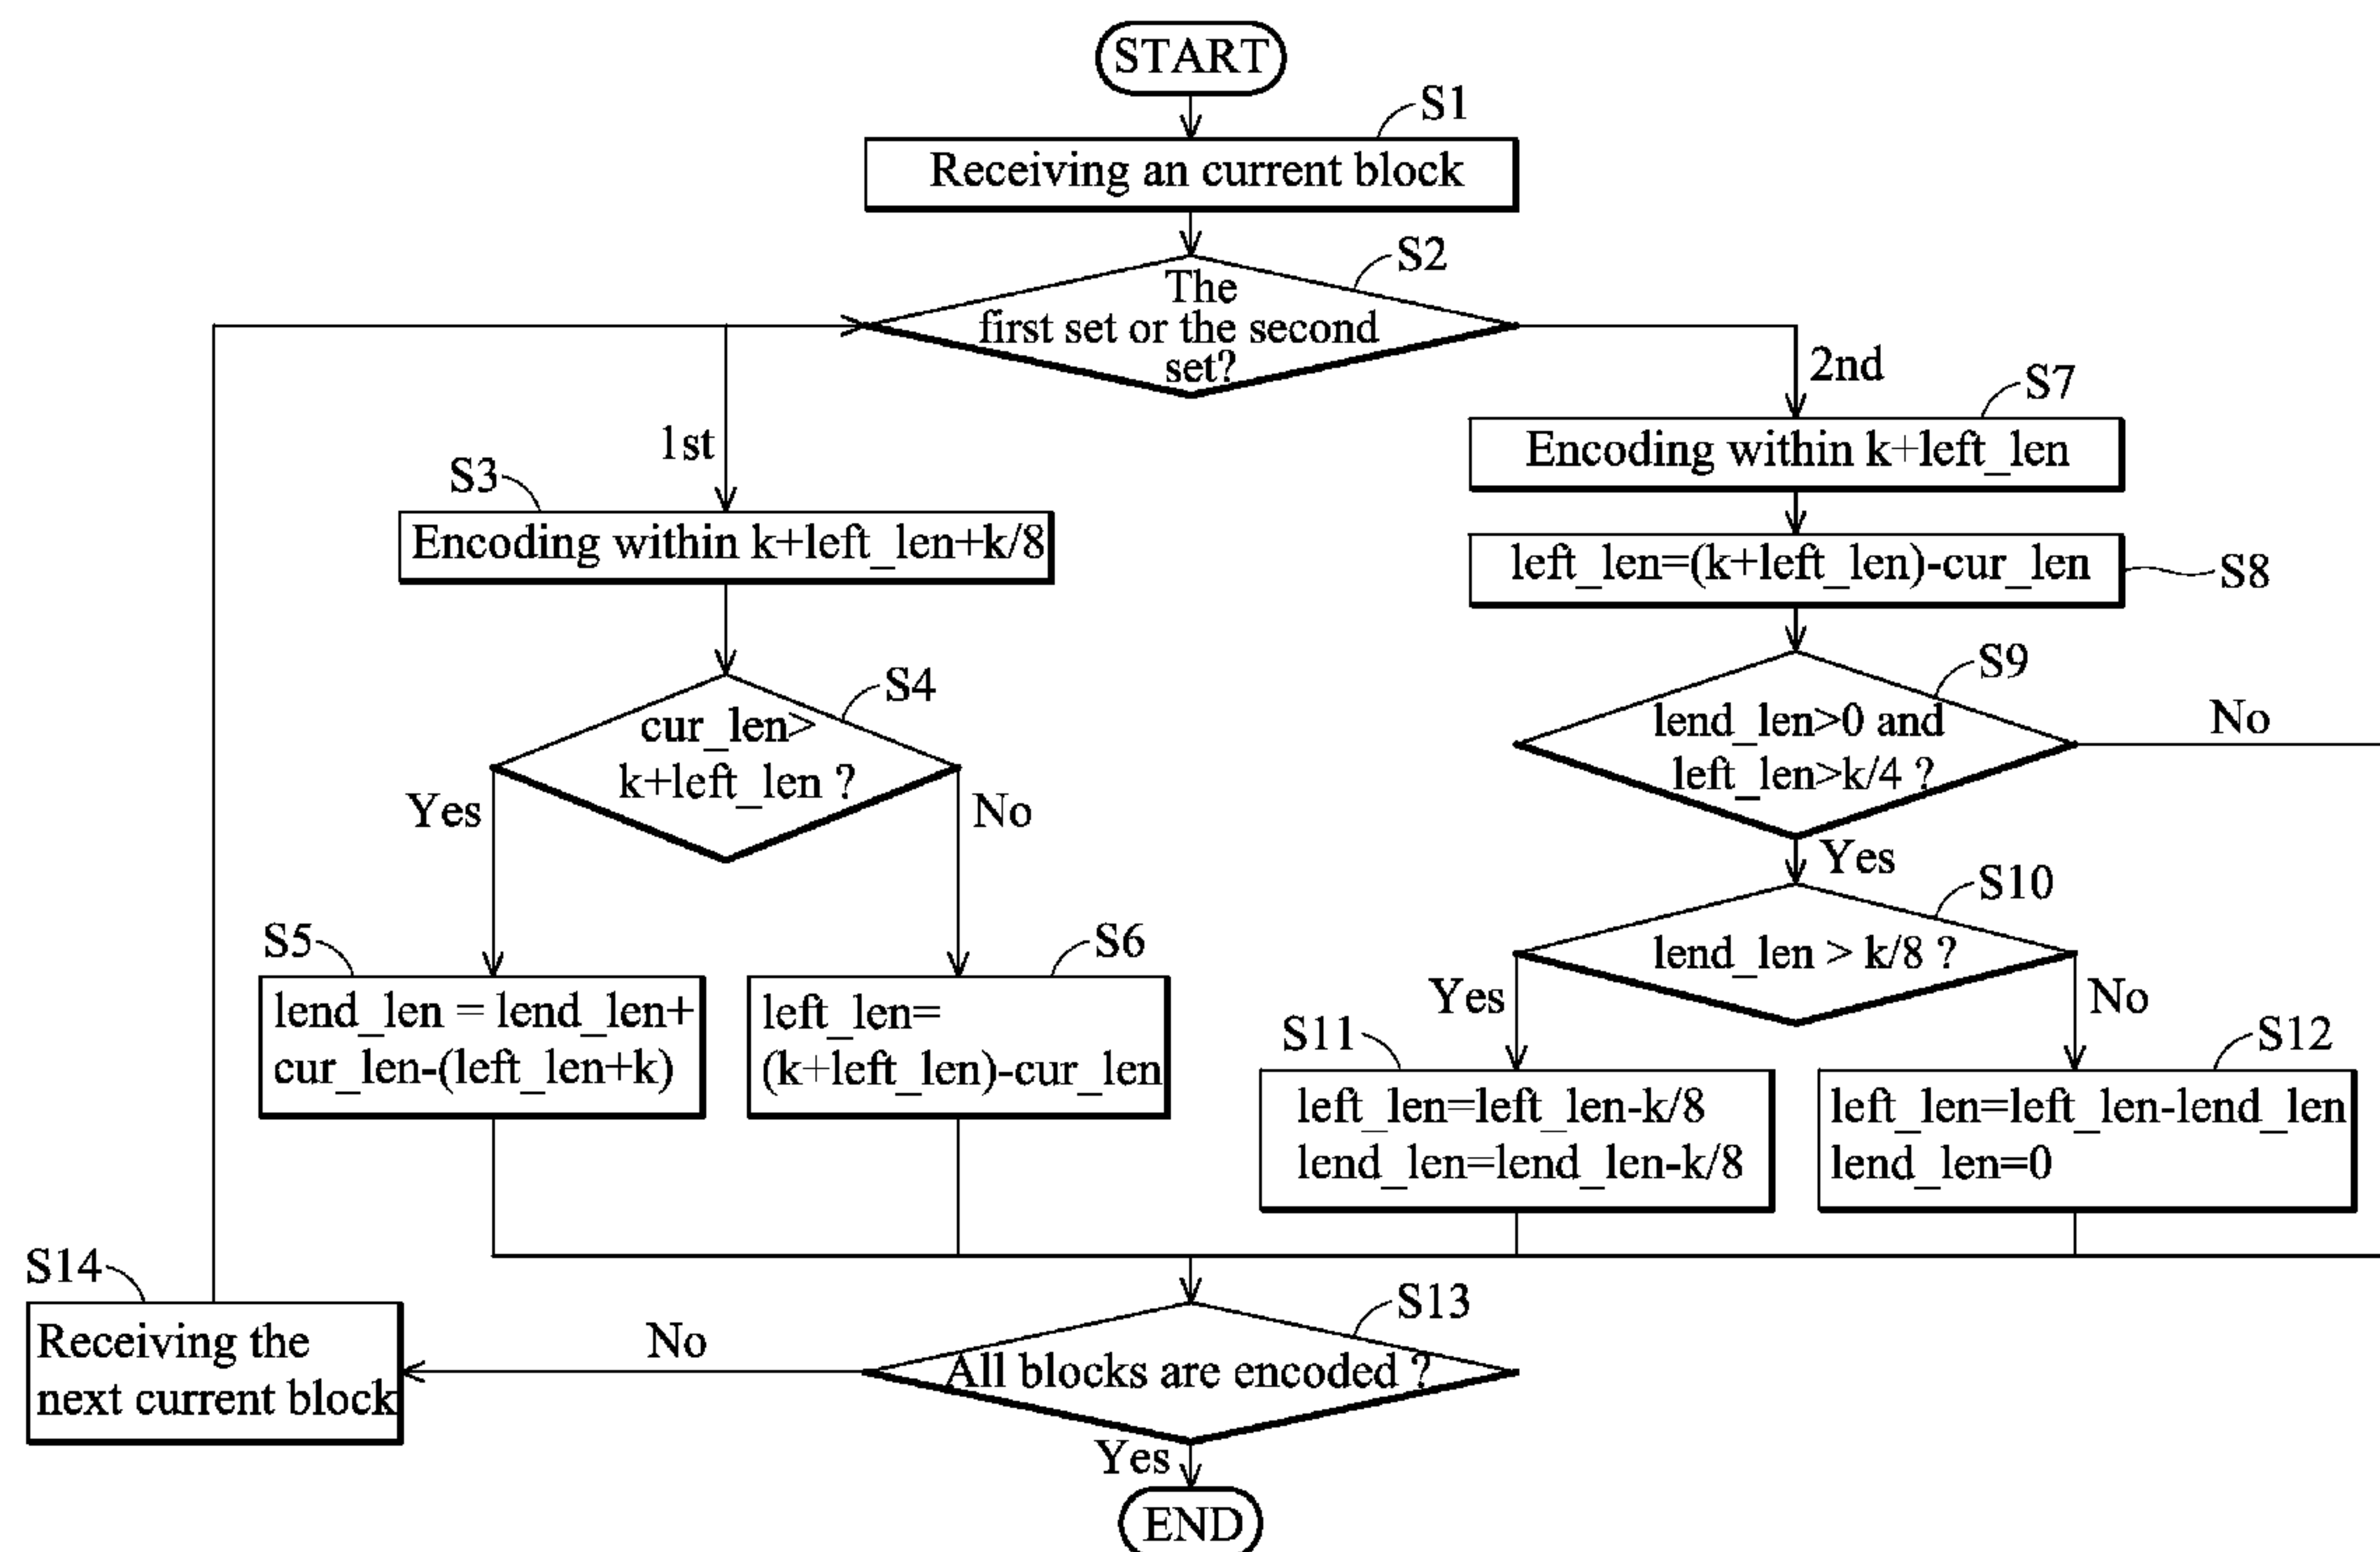 START
S1
Receiving an current block
S2
The
first set or the second
set?
1st
2nd
S3
Encoding within k+left_len+k/8
S7
Encoding within k+left_len
left_len=(k+left_len)-cur_len
S8
S4
cur_len>
k+left_len ?
Yes
No
S9
lend_len>0 and
left_len>k/4 ?
No
Yes
S5
lend_len = lend_len+
cur_len-(left_len+k)
S6
left_len=
(k+left_len)-cur_len
S10
lend_len > k/8 ?
Yes
No
S11
left_len=left_len-k/8
lend_len=lend_len-k/8
S12
left_len=left_len-lend_len
lend_len=0
S14
Receiving the
next current block
No
S13
All blocks are encoded ?
Yes
END